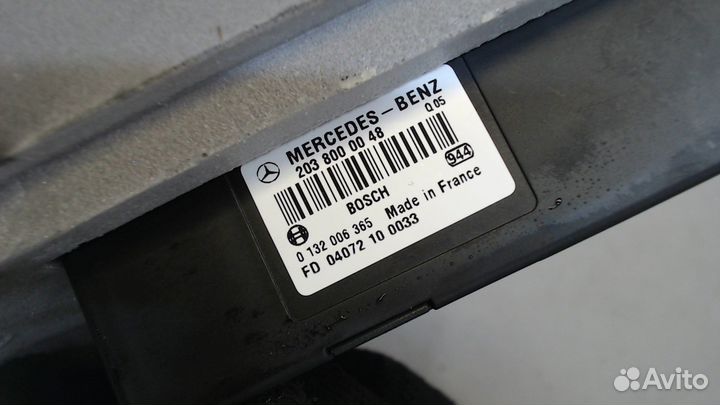 MERCEDES-BENZ
203 800 00 48 Q.05
BOSCH 944
0 132 006 365 Made in France
FD 04072 10 0033
Avito